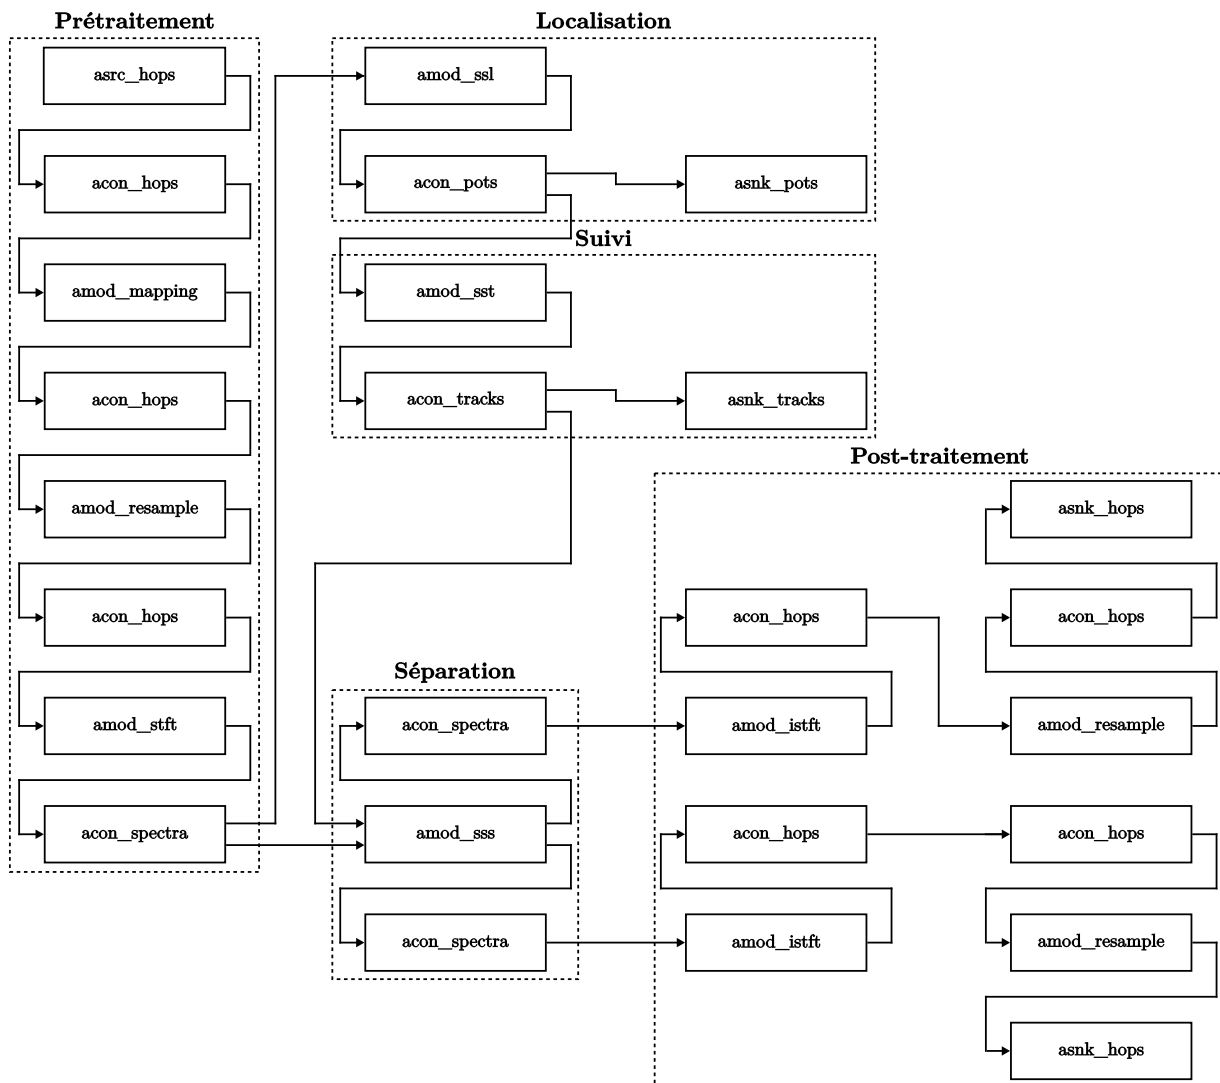 Prétraitement
asrc_hops
acon_hops
amod_mapping
acon_hops
amod_resample
acon_hops
amod_stft
acon_spectra
Localisation
amod_ssl
acon_pots
asnk_pots
Suivi
amod_sst
acon_tracks
asnk_tracks
Séparation
acon_spectra
amod_sss
acon_spectra
Post-traitement
acon_hops
amod_istft
acon_hops
amod_istft
asnk_hops
acon_hops
amod_resample
acon_hops
amod_resample
asnk_hops